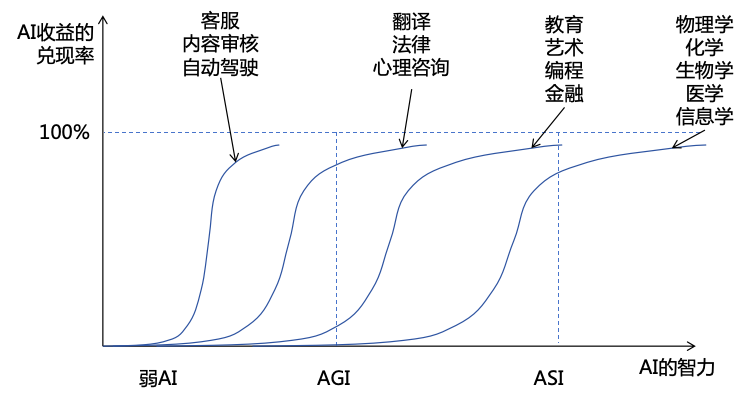 AI收益的
兑现率
客服
内容审核
自动驾驶
翻译
法律
心理咨询
教育
艺术
编程
金融
物理学
化学
生物学
医学
信息学
100%
弱AI
AGI
ASI
AI的智力